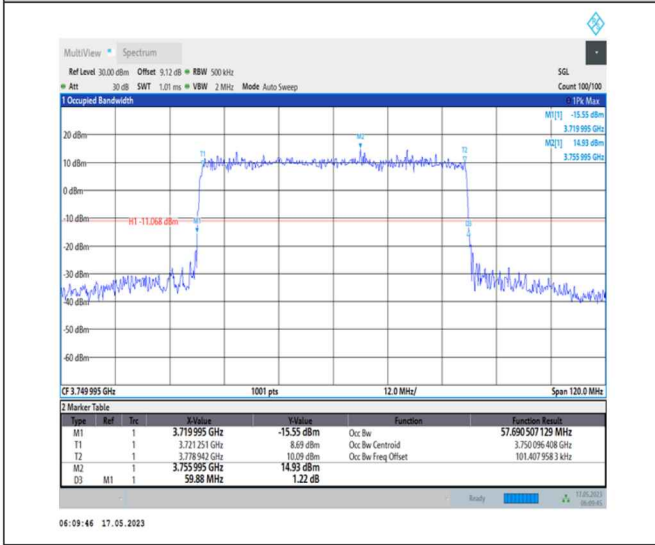 MultiView Spectrum
Ref Level 30.00 dBm Offset 9.12 dB RBW 500 kHz SGL
Att 30 dB SWT 1.01 ms VBW 2 MHz Mode Auto Sweep Count 100/100
1 Occupied Bandwidth 1Pk Max
M1[1] -15.55 dBm
3.719 995 GHz
20 dBm M2[1] 14.93 dBm
M2
T1 T2 3.755 995 GHz
10 dBm
0 dBm
-10 dBm
H1 -11.068 dBm M1 D3
-20 dBm
-30 dBm
-40 dBm
-50 dBm
-60 dBm
CF 3.749 995 GHz 1001 pts 12.0 MHz/ Span 120.0 MHz
2 Marker Table
Type Ref Trc X-Value Y-Value Function Function Result
M1 1 3.719 995 GHz -15.55 dBm Occ Bw 57.690 507 129 MHz
T1 1 3.721 251 GHz 8.69 dBm Occ Bw Centroid 3.750 096 408 GHz
T2 1 3.778 942 GHz 10.09 dBm Occ Bw Freq Offset 101.407 958 3 kHz
M2 1 3.755 995 GHz 14.93 dBm
D3 M1 1 59.88 MHz 1.22 dB
Ready 17.05.2023
06:09:45
06:09:46 17.05.2023